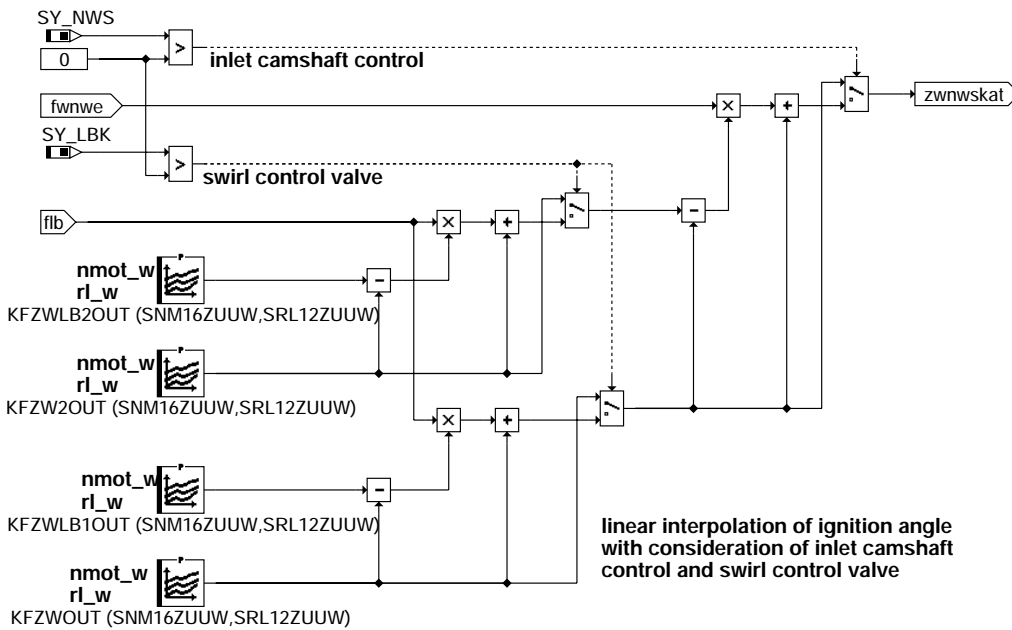 SY_NWS
>
0
inlet camshaft control
fwnwe
×
+
zwnwskat
SY_LBK
>
swirl control valve
flb
×
+
−
P
nmot_w
rl_w
−
KFZWLB2OUT (SNM16ZUUW,SRL12ZUUW)
P
nmot_w
rl_w
KFZW2OUT (SNM16ZUUW,SRL12ZUUW)
×
+
P
nmot_w
rl_w
−
KFZWLB1OUT (SNM16ZUUW,SRL12ZUUW)
linear interpolation of ignition angle
with consideration of inlet camshaft
control and swirl control valve
P
nmot_w
rl_w
KFZWOUT (SNM16ZUUW,SRL12ZUUW)